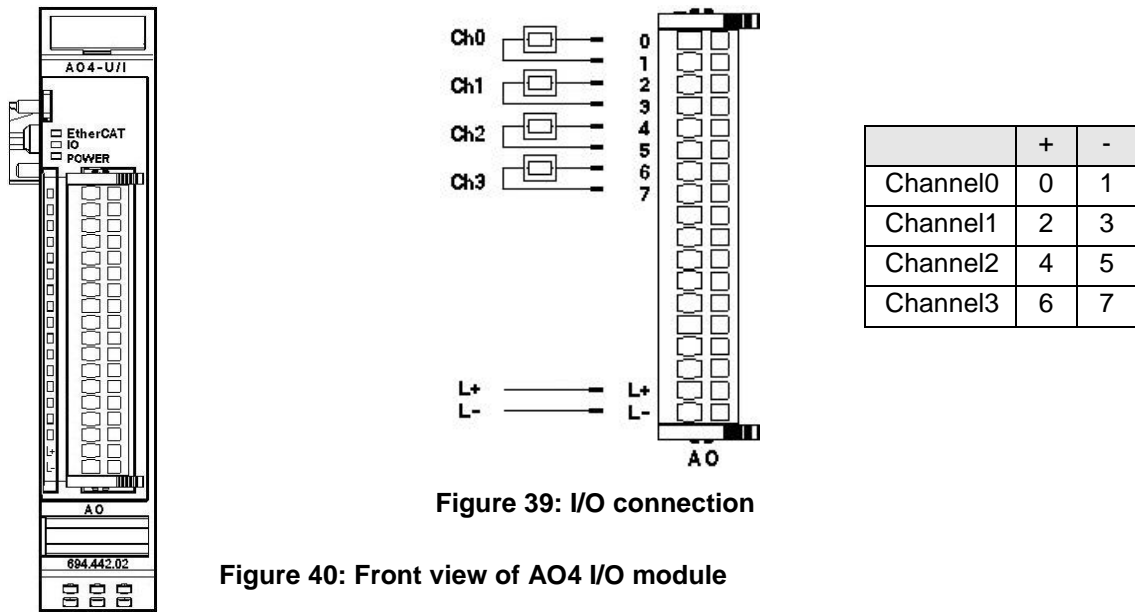 AO4-U/I
EtherCAT
IO
POWER
L+
L-
AO
694.442.02
Ch0
Ch1
Ch2
Ch3
0
1
2
3
4
5
6
7
L+
L-
L+
L-
AO
+ -
Channel0 0 1
Channel1 2 3
Channel2 4 5
Channel3 6 7
Figure 39: I/O connection
Figure 40: Front view of AO4 I/O module